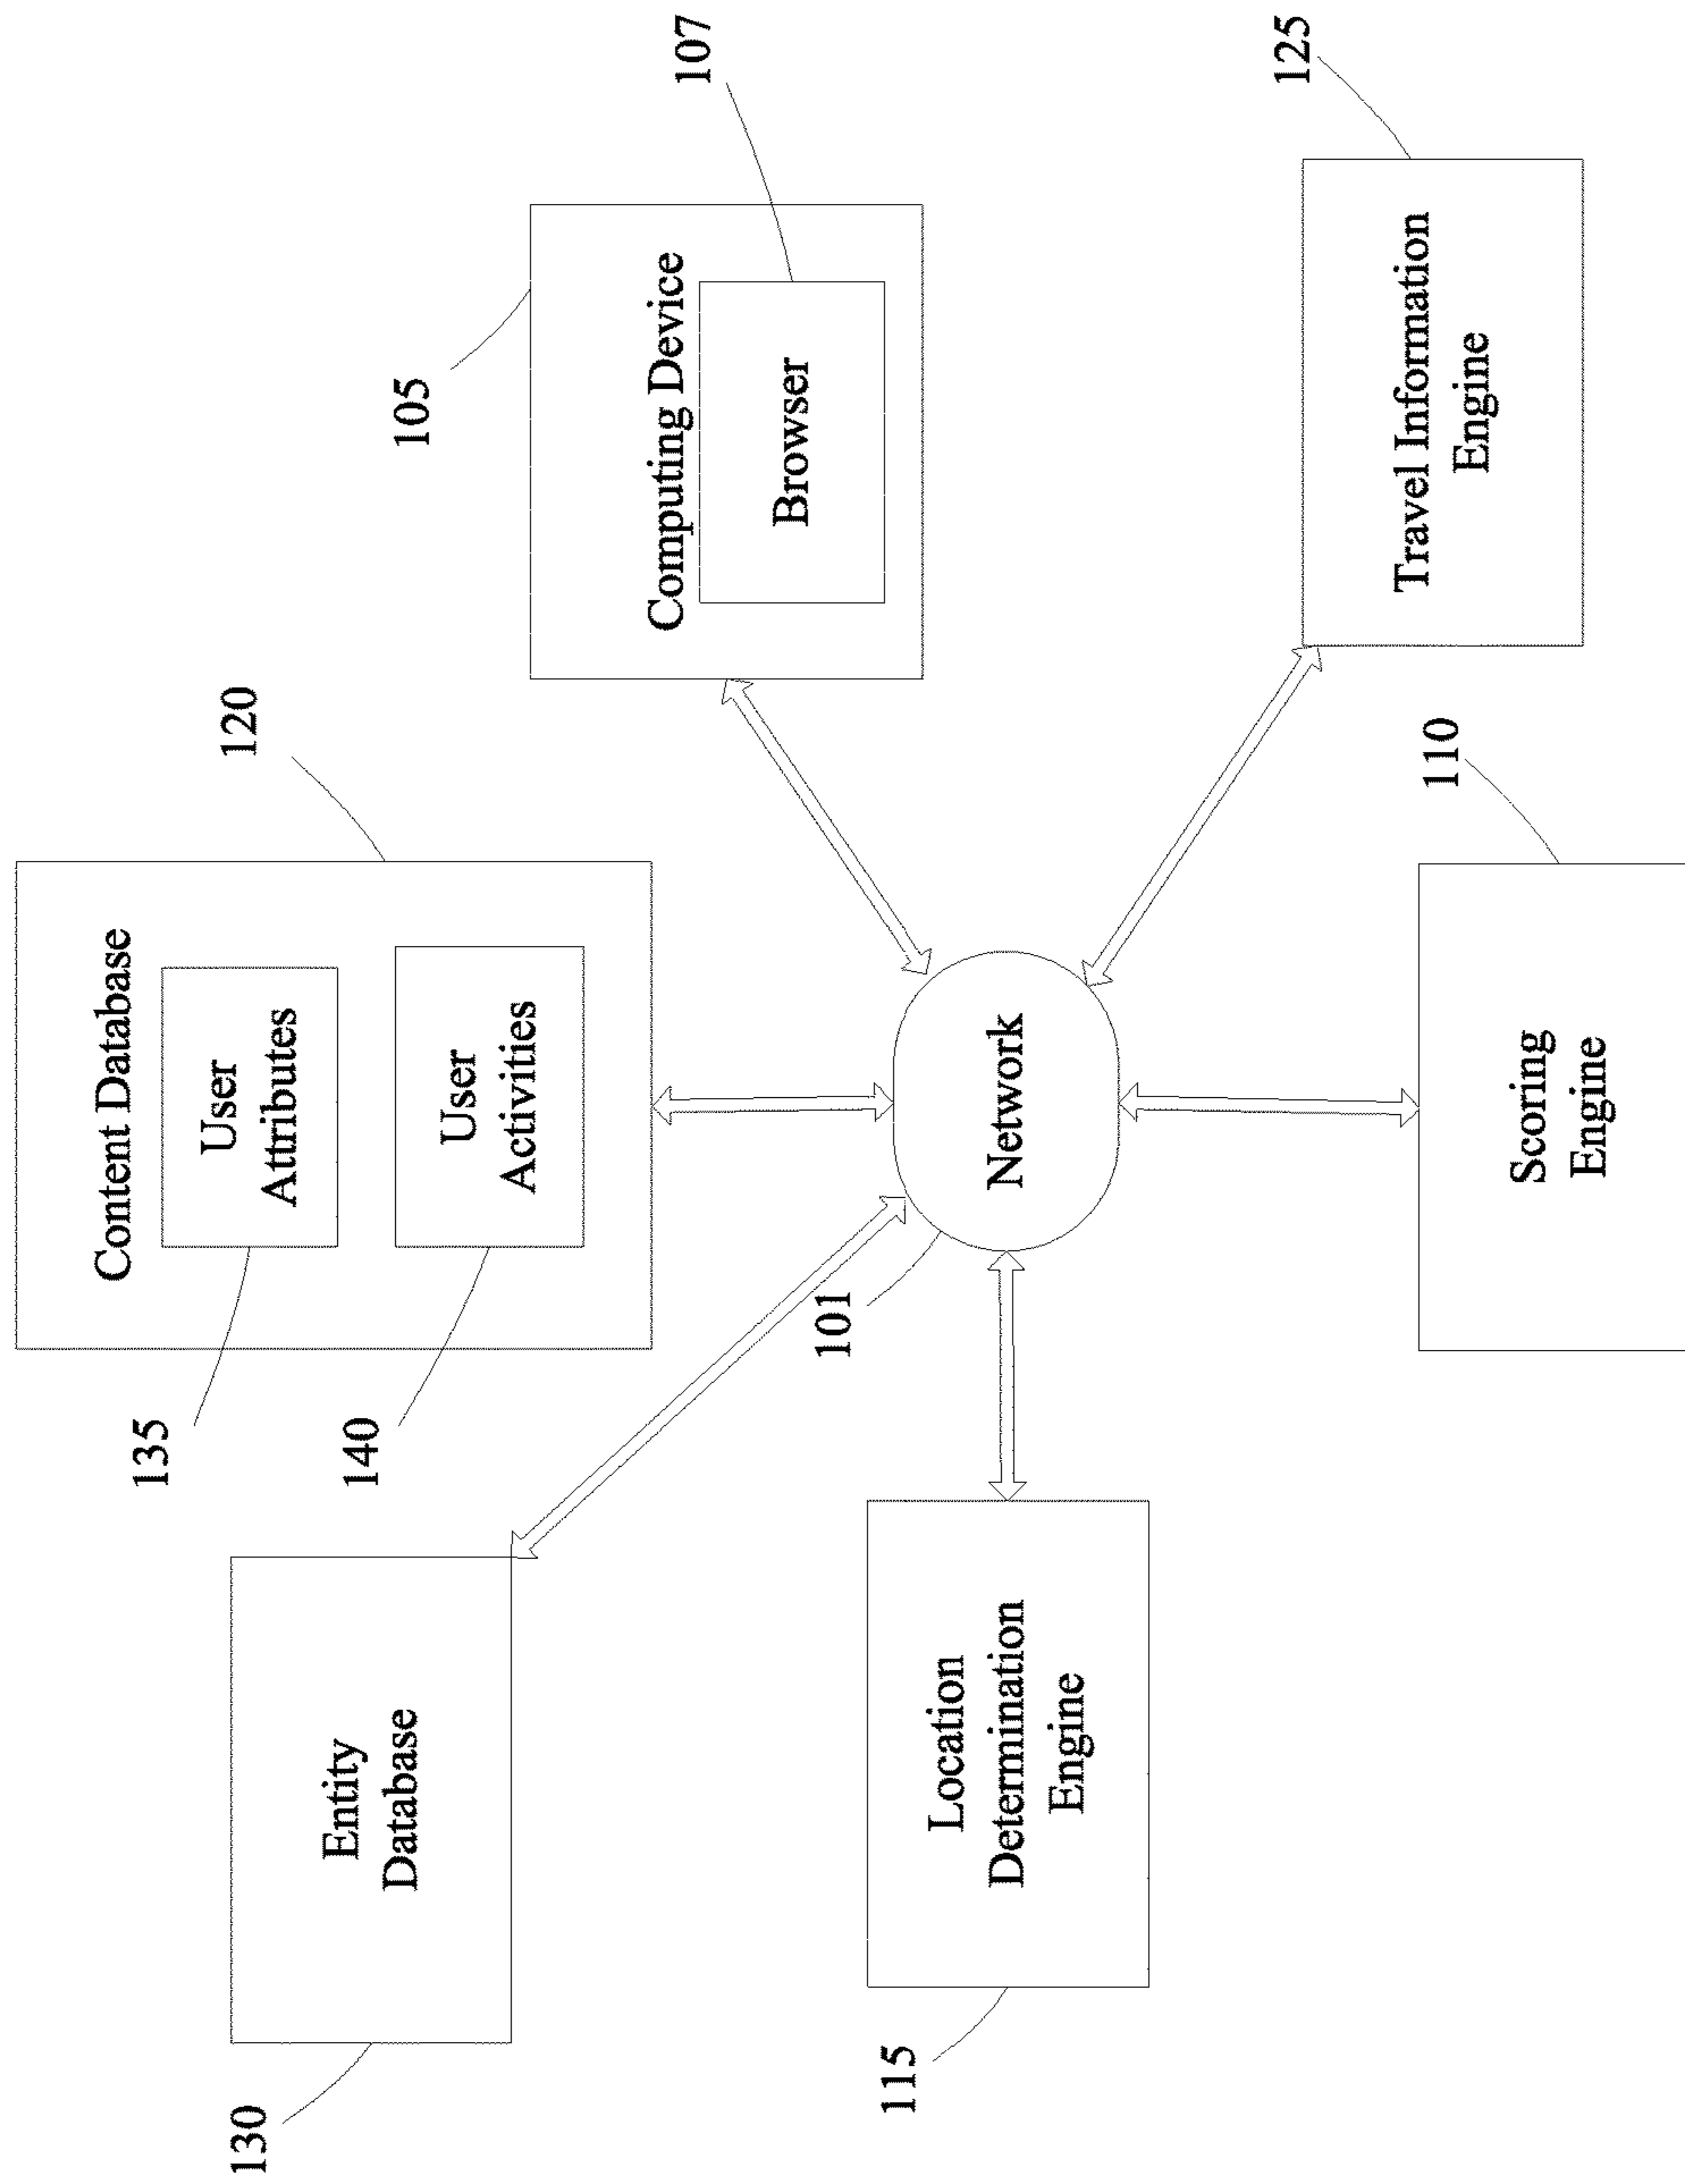 130
Entity
Database
135
140
Content Database
User
Attributes
User
Activities
120
105
Computing Device
Browser
107
115
Location
Determination
Engine
101
Network
Scoring
Engine
110
Travel Information
Engine
125